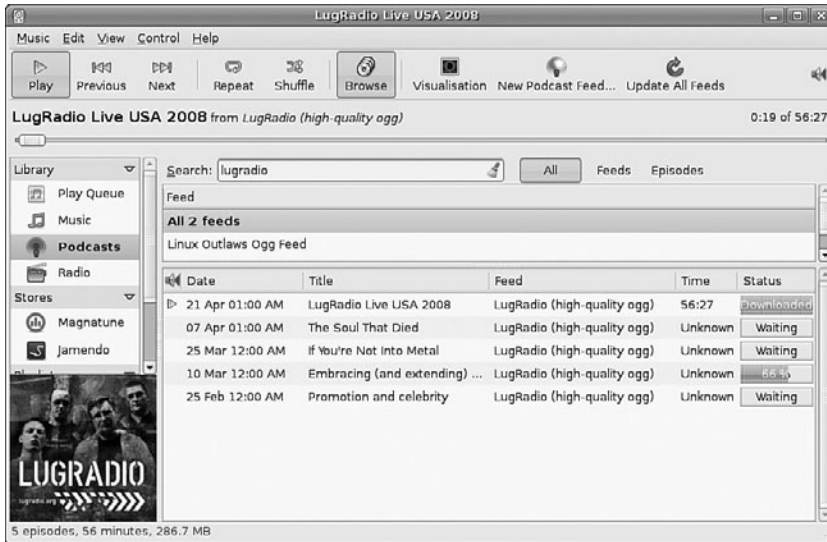 LugRadio Live USA 2008
Music Edit View Control Help
Play Previous Next Repeat Shuffle Browse Visualisation New Podcast Feed... Update All Feeds
LugRadio Live USA 2008 from LugRadio (high-quality ogg) 0:19 of 56:27
Library
Play Queue
Music
Podcasts
Radio
Stores
Magnatune
Jamendo
Search: lugradio All Feeds Episodes
Feed
All 2 feeds
Linux Outlaws Ogg Feed
Date Title Feed Time Status
21 Apr 01:00 AM LugRadio Live USA 2008 LugRadio (high-quality ogg) 56:27 Downloaded
07 Apr 01:00 AM The Soul That Died LugRadio (high-quality ogg) Unknown Waiting
25 Mar 12:00 AM If You're Not Into Metal LugRadio (high-quality ogg) Unknown Waiting
10 Mar 12:00 AM Embracing (and extending) ... LugRadio (high-quality ogg) Unknown 66 %
25 Feb 12:00 AM Promotion and celebrity LugRadio (high-quality ogg) Unknown Waiting
LUGRADIO
lugradio.org
5 episodes, 56 minutes, 286.7 MB